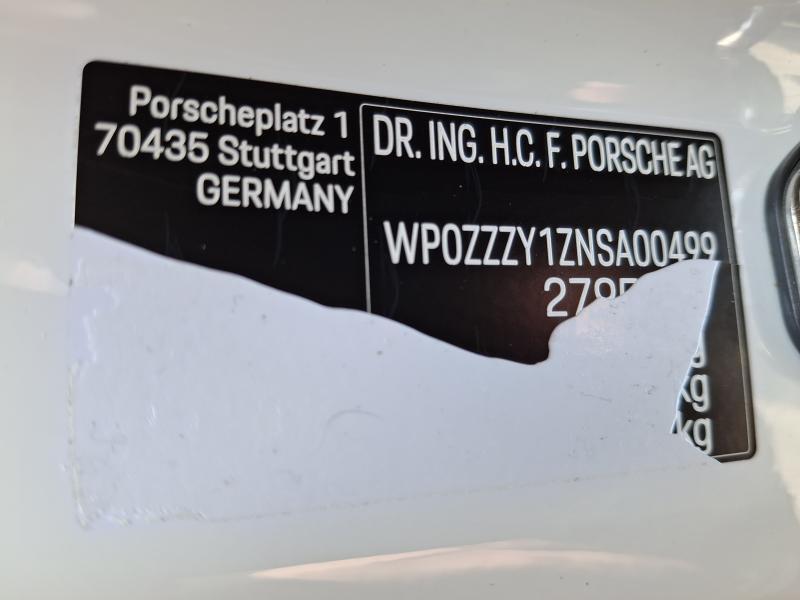 Porscheplatz 1
70435 Stuttgart
GERMANY
DR. ING. H.C. F. PORSCHE AG
WP0ZZZY1ZNSA00499
kg
kg